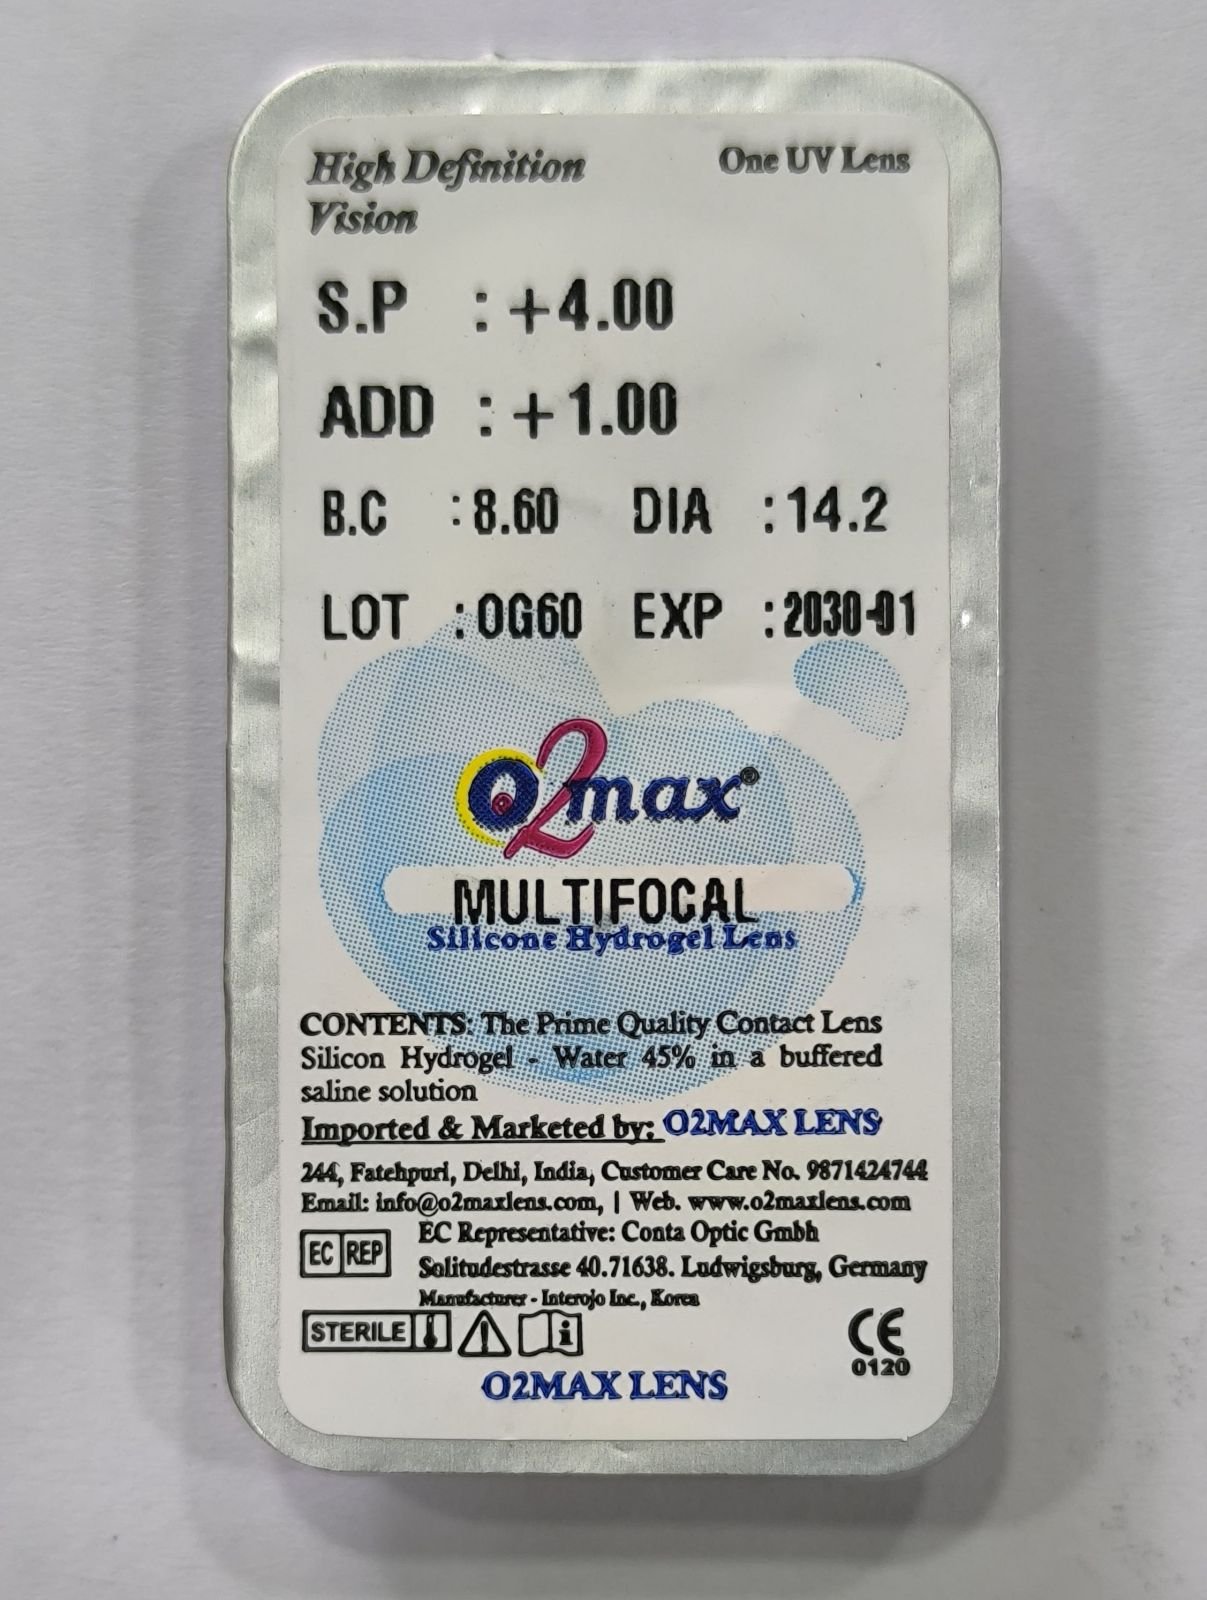 High Definition
Vision
One UV Lens
S.P : +4.00
ADD : +1.00
B.C : 8.60 DIA : 14.2
LOT : OG60 EXP : 2030-01
O2max®
MULTIFOCAL
Silicone Hydrogel Lens
CONTENTS: The Prime Quality Contact Lens
Silicon Hydrogel - Water 45% in a buffered
saline solution
Imported & Marketed by: O2MAX LENS
244, Fatehpuri, Delhi, India, Customer Care No. 9871424744
Email: info@o2maxlens.com, | Web. www.o2maxlens.com
EC REP
EC Representative: Conta Optic Gmbh
Solitudestrasse 40.71638. Ludwigsburg, Germany
Manufacturer - Interojo Inc., Korea
STERILE i CE
0120
O2MAX LENS